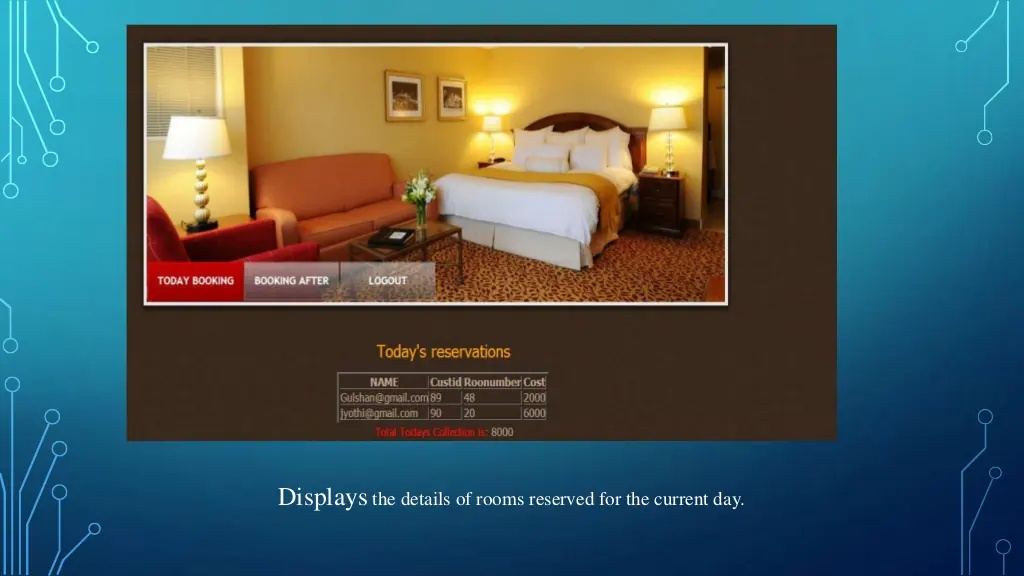 TODAY BOOKING BOOKING AFTER LOGOUT
Today's reservations
NAME Custid Roonumber Cost
Gulshan@gmail.com 89 48 2000
jyothi@gmail.com 90 20 6000
Total Todays Collection is: 8000
Displays the details of rooms reserved for the current day.